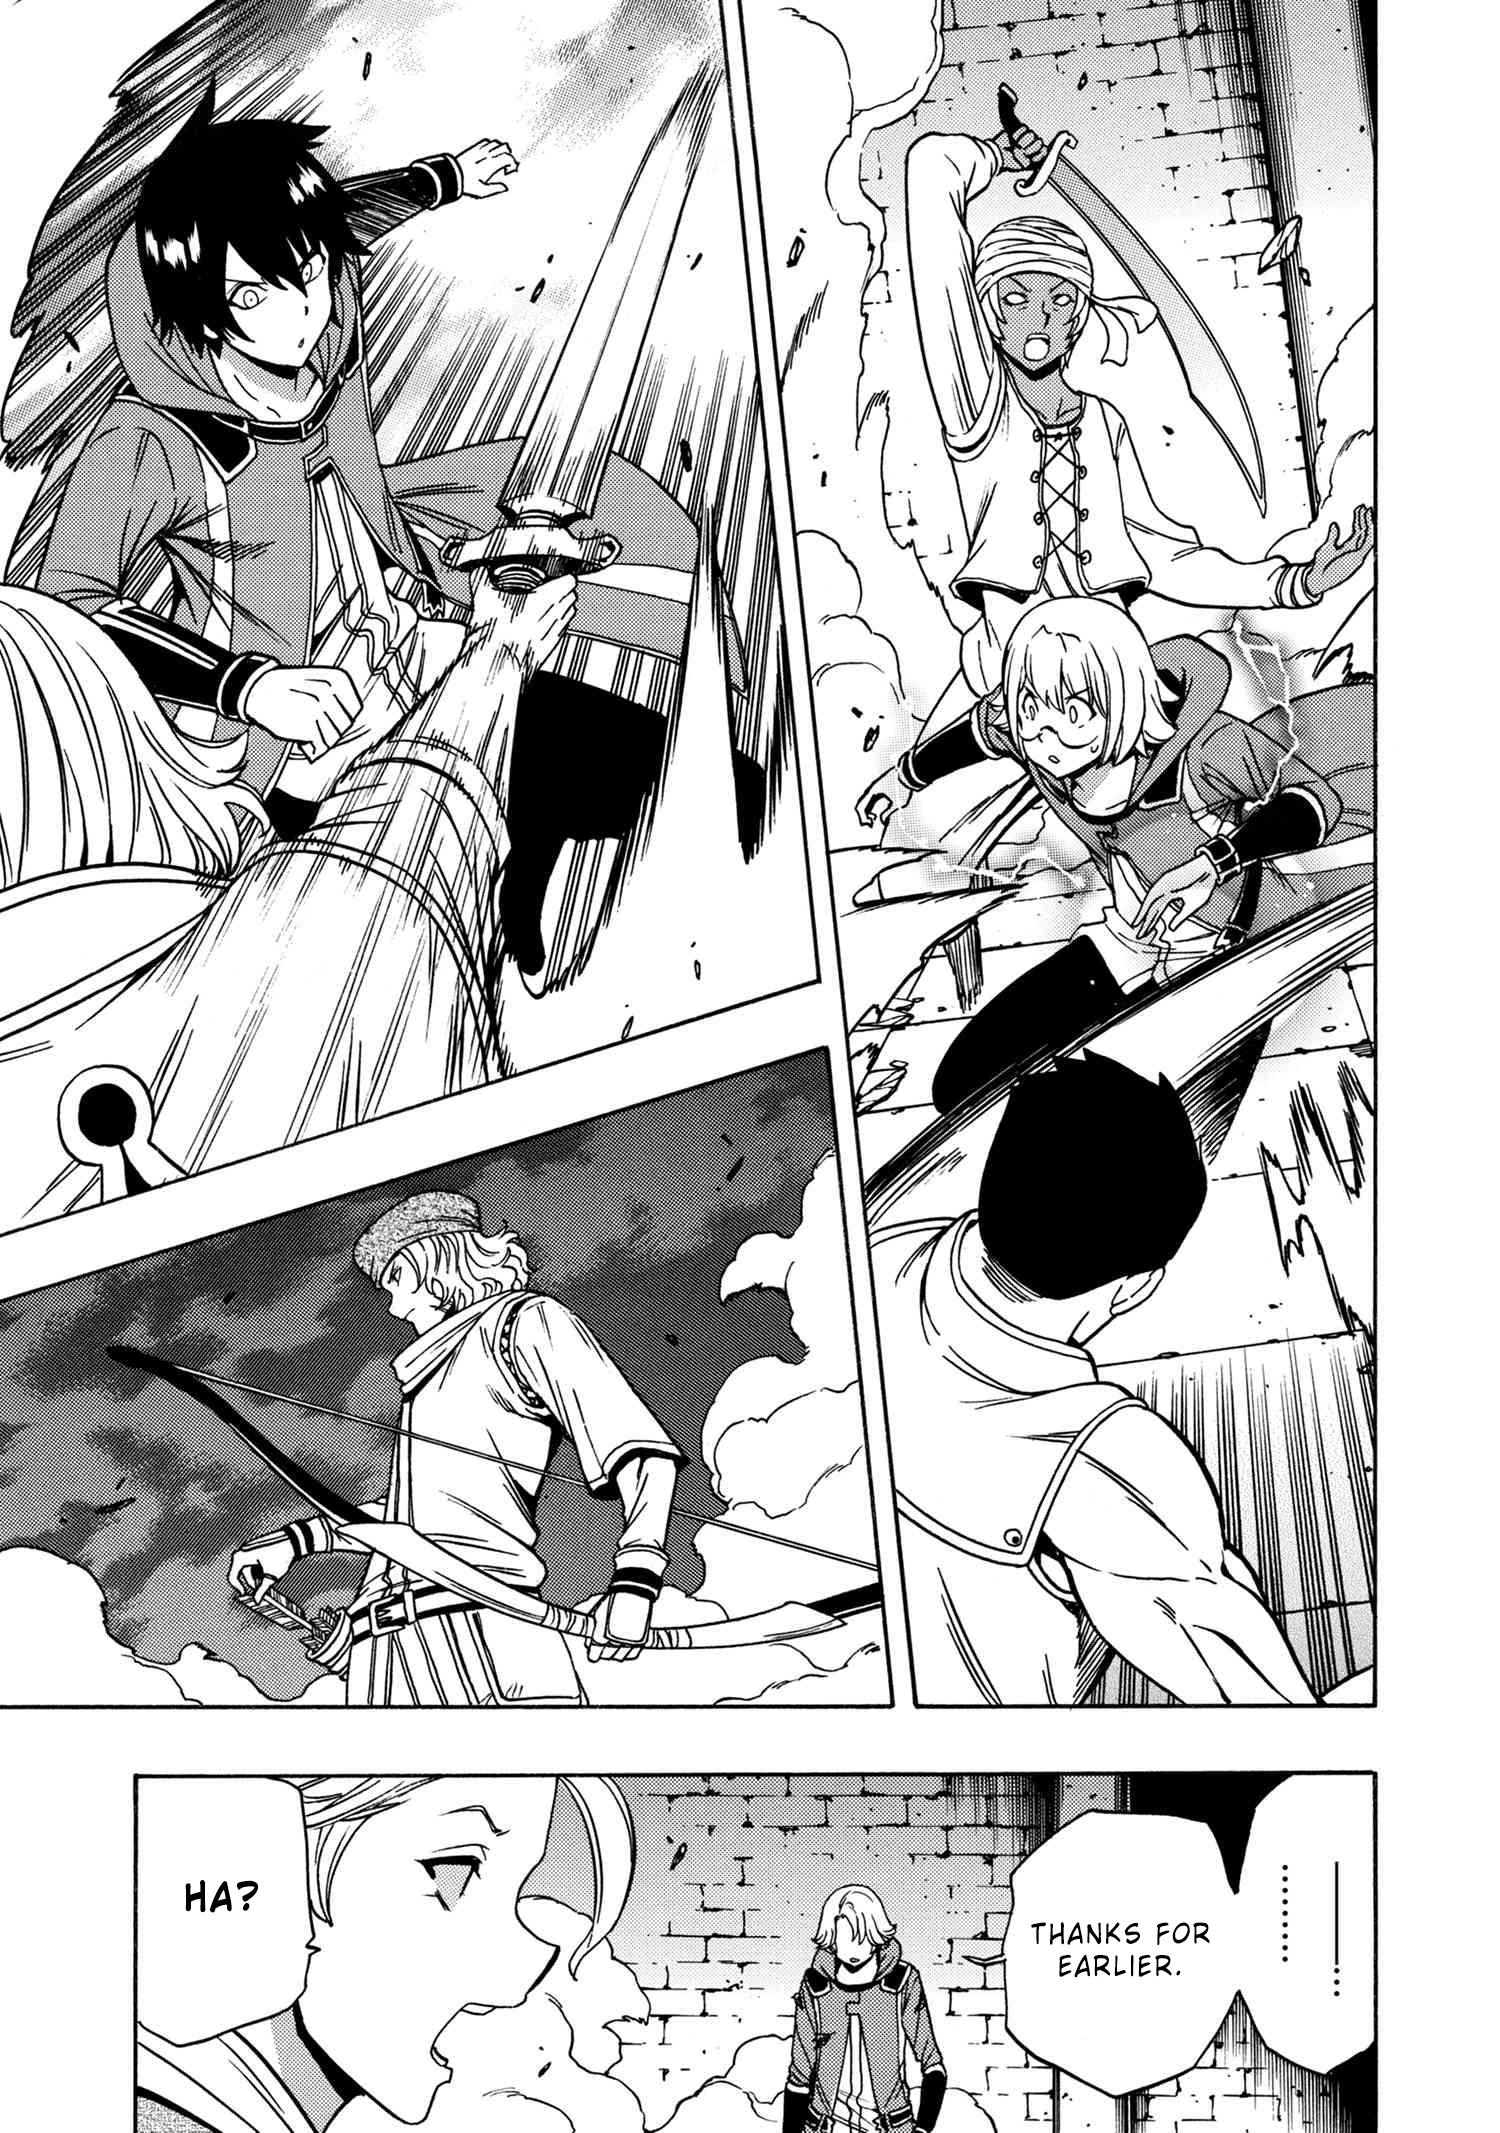 ―……
THANKS FOR
EARLIER.
HA?